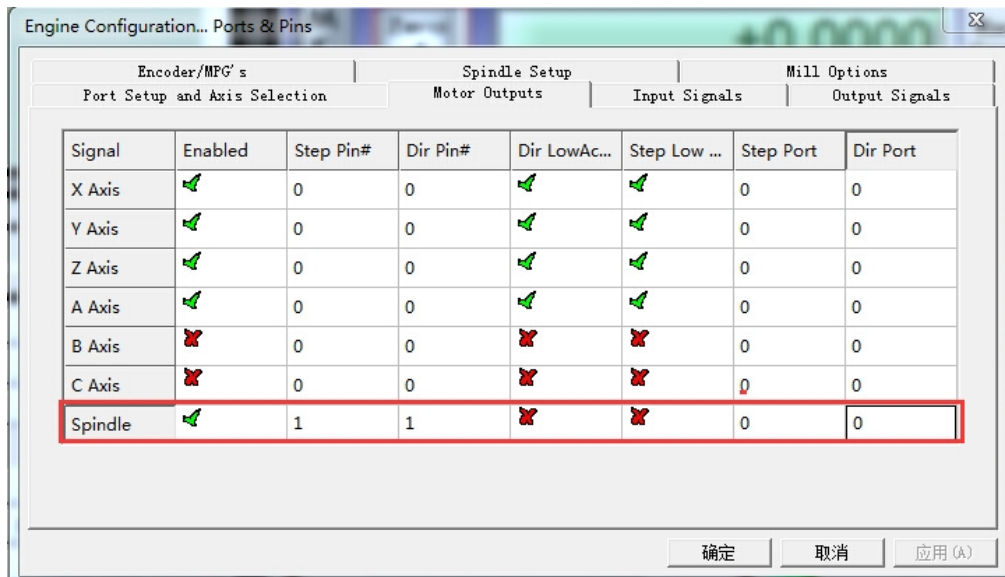 Engine Configuration... Ports & Pins
+0.0000
Encoder/MPG's Spindle Setup Mill Options
Port Setup and Axis Selection Motor Outputs Input Signals Output Signals
Signal Enabled Step Pin# Dir Pin# Dir LowAc... Step Low ... Step Port Dir Port
X Axis 0 0 0 0
Y Axis 0 0 0 0
Z Axis 0 0 0 0
A Axis 0 0 0 0
B Axis 0 0 0 0
C Axis 0 0 0 0
Spindle 1 1 0 0
确定 取消 应用(A)